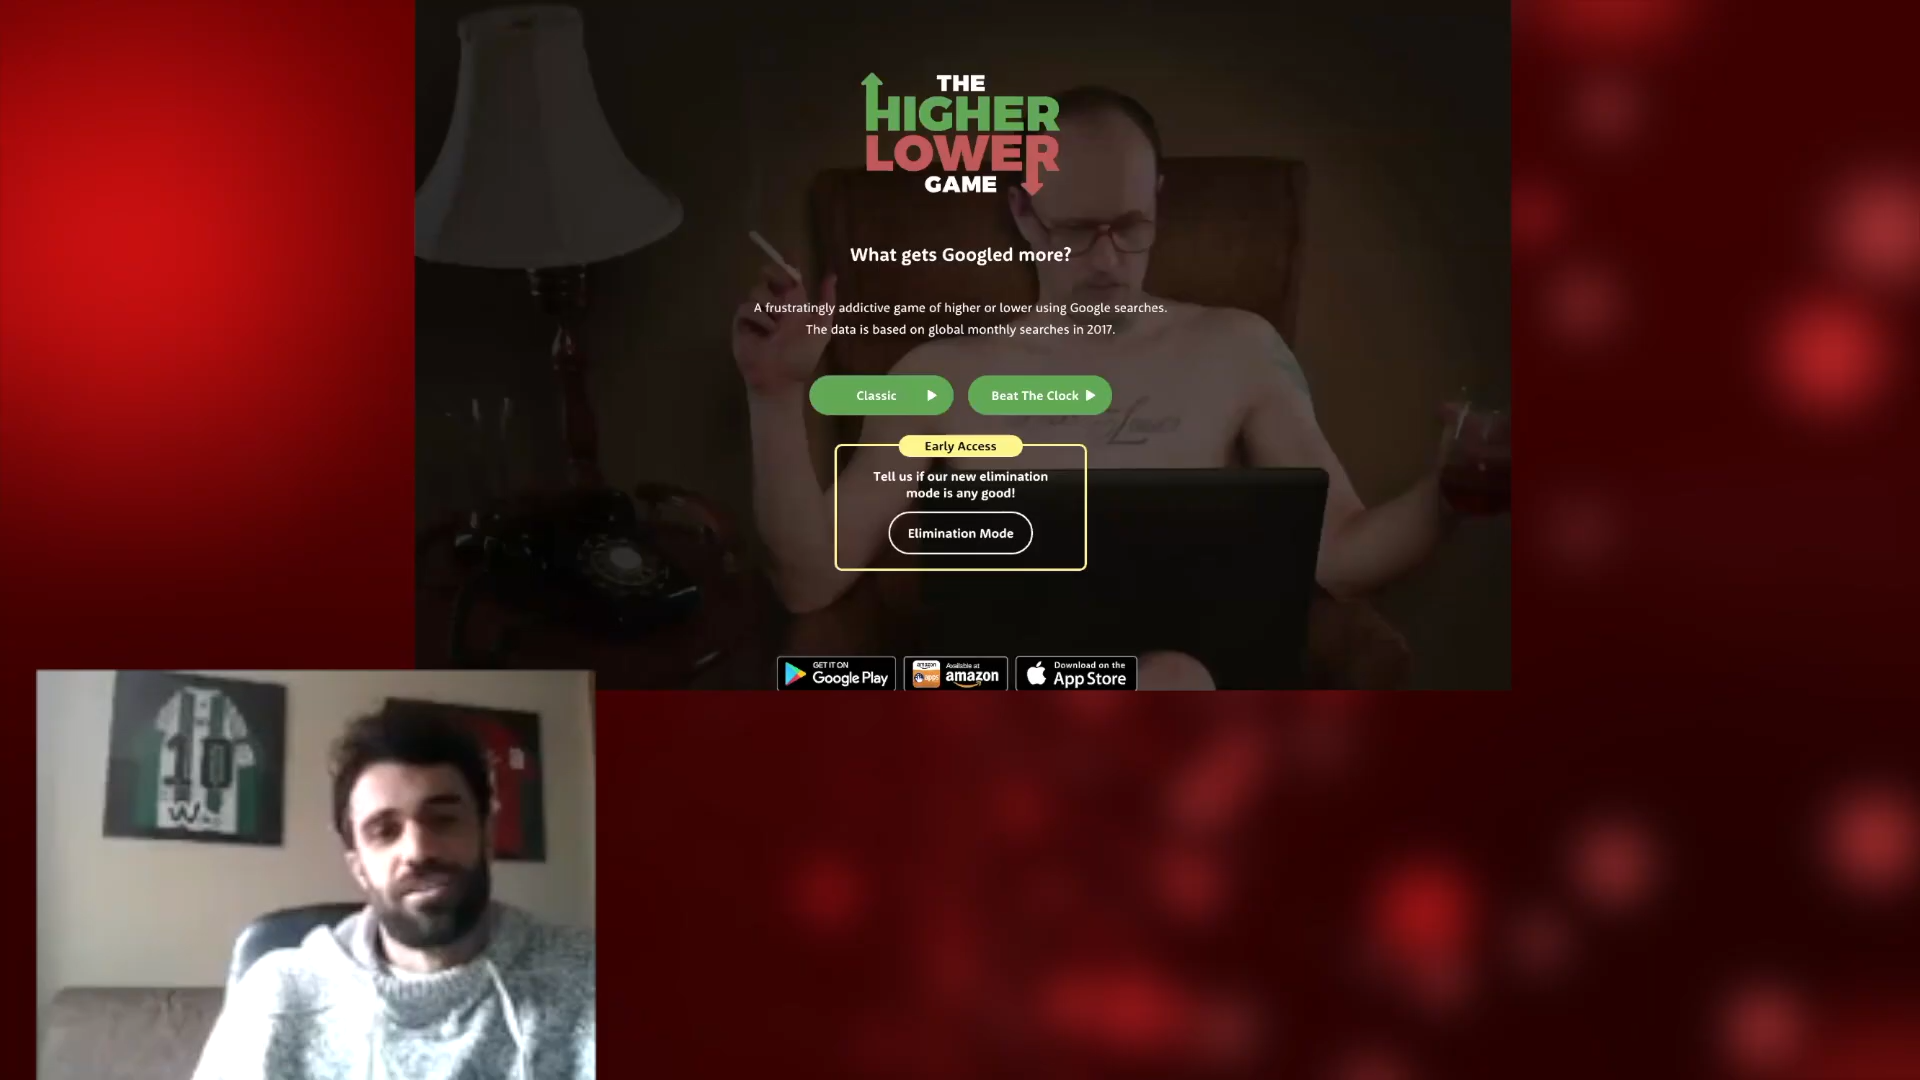 THE
HIGHER
LOWER
GAME
What gets Googled more?
A frustratingly addictive game of higher or lower using Google searches.
The data is based on global monthly searches in 2017.
Classic
Beat The Clock
Early Access
Tell us if our new elimination
mode is any good!
Elimination Mode
GET IT ON
Google Play
amazon
apps
Available at
amazon
Download on the
App Store
10